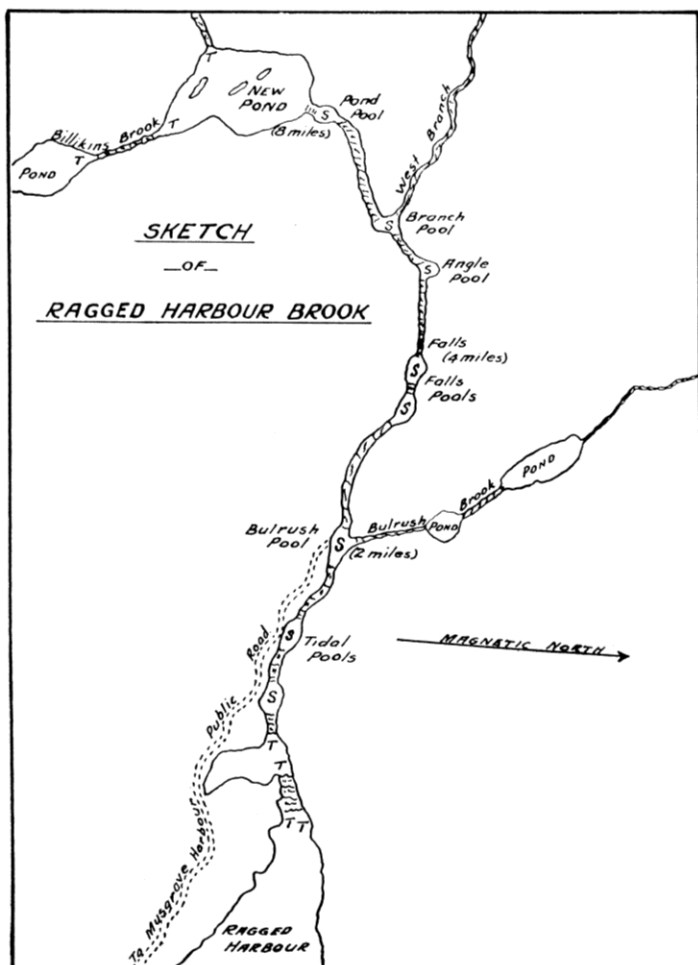 T
NEW
POND
S
Pond
Pool
(8 miles)
Billikins Brook
T
T
POND
West Branch
SKETCH
OF
RAGGED HARBOUR BROOK
S
Branch
Pool
S
Angle
Pool
Falls
(4 miles)
S
Falls
Pools
S
POND
Bulrush Brook
POND
Bulrush
Pool
S
(2 miles)
S
Tidal
Pools
MAGNETIC NORTH
Public Road
S
T
T
T T
To Musgrove Harbour
RAGGED
HARBOUR